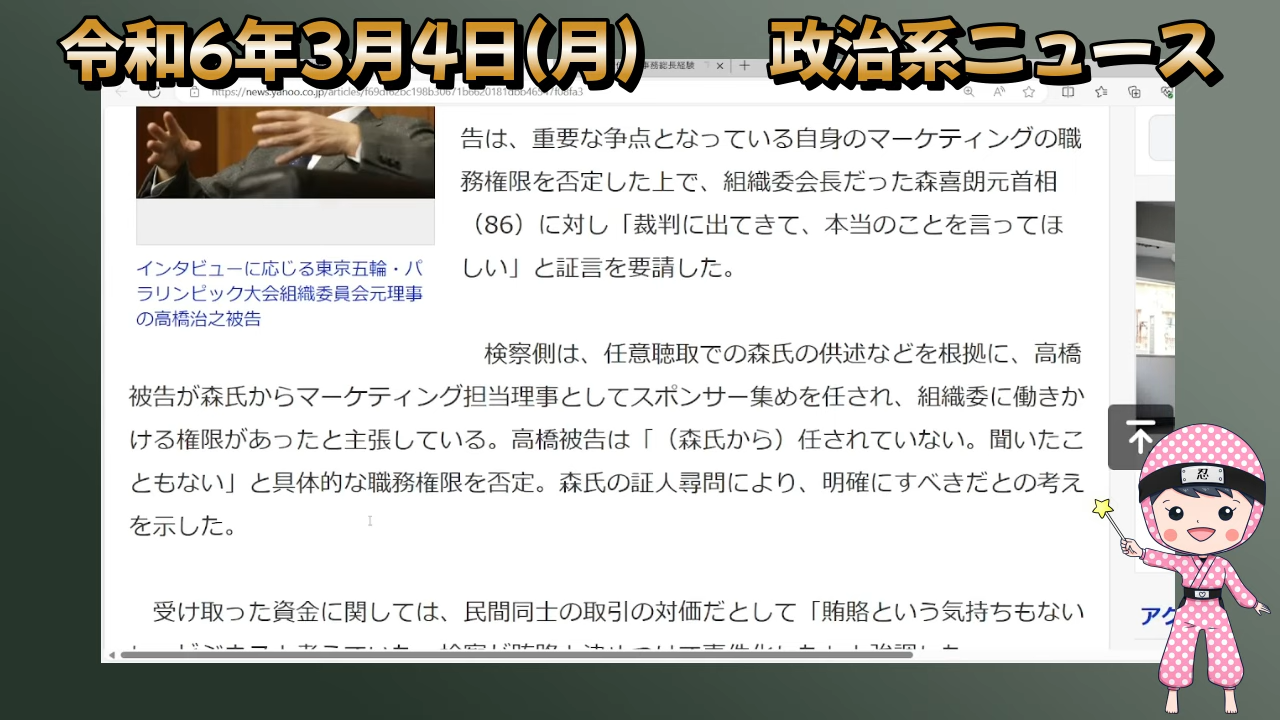 令和6年3月4日(月) 政治系ニュース
事務総長経験
告は、重要な争点となっている自身のマーケティングの職
務権限を否定した上で、組織委会長だった森喜朗元首相
（86）に対し「裁判に出てきて、本当のことを言ってほ
しい」と証言を要請した。
インタビューに応じる東京五輪・パ
ラリンピック大会組織委員会元理事
の高橋治之被告
検察側は、任意聴取での森氏の供述などを根拠に、高橋
被告が森氏からマーケティング担当理事としてスポンサー集めを任され、組織委に働きか
ける権限があったと主張している。高橋被告は「（森氏から）任されていない。聞いたこ
ともない」と具体的な職務権限を否定。森氏の証人尋問により、明確にすべきだとの考え
を示した。
受け取った資金に関しては、民間同士の取引の対価だとして「賄賂という気持ちもない
忍